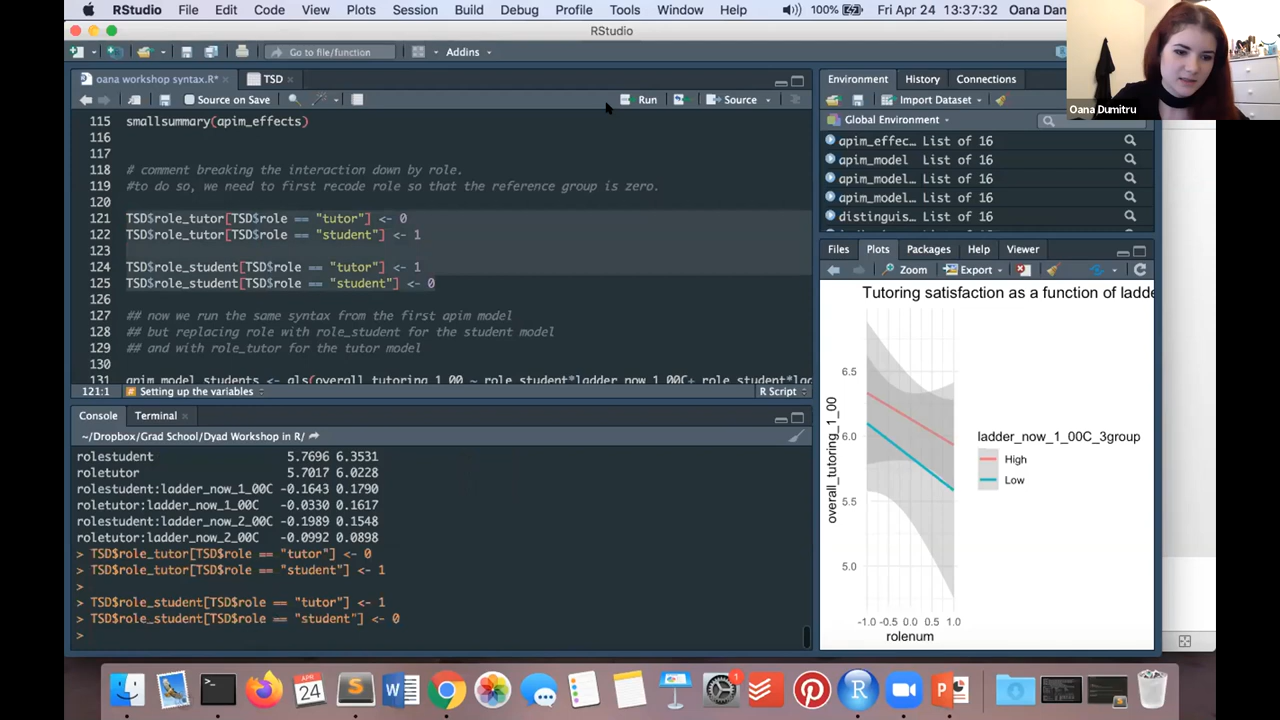 RStudio File Edit Code View Plots Session Build Debug Profile Tools Window Help 100% Fri Apr 24 13:37:32 Oana Dan
RStudio
Go to file/function Addins
oana workshop syntax.R* TSD
Source on Save Run Source
115 smallsummary(apim_effects)
116
117
118 # comment breaking the interaction down by role.
119 #to do so, we need to first recode role so that the reference group is zero.
120
121 TSD$role_tutor[TSD$role == "tutor"] <- 0
122 TSD$role_tutor[TSD$role == "student"] <- 1
123
124 TSD$role_student[TSD$role == "tutor"] <- 1
125 TSD$role_student[TSD$role == "student"] <- 0
126
127 ## now we run the same syntax from the first apim model
128 ## but replacing role with role_student for the student model
129 ## and with role_tutor for the tutor model
130
131 apim_model_students <- gls(overall_tutoring_1_00 ~ role_student*ladder_now_1_00C+ role_student*lad
121:1 # Setting up the variables R Script
Console Terminal
~/Dropbox/Grad School/Dyad Workshop in R/
rolestudent 5.7696 6.3531
roletutor 5.7017 6.0228
rolestudent:ladder_now_1_00C -0.1643 0.1790
roletutor:ladder_now_1_00C -0.0330 0.1617
rolestudent:ladder_now_2_00C -0.1989 0.1548
roletutor:ladder_now_2_00C -0.0992 0.0898
> TSD$role_tutor[TSD$role == "tutor"] <- 0
> TSD$role_tutor[TSD$role == "student"] <- 1
>
> TSD$role_student[TSD$role == "tutor"] <- 1
> TSD$role_student[TSD$role == "student"] <- 0
>
Environment History Connections
Import Dataset
Global Environment
apim_effec… List of 16
apim_model List of 16
apim_model… List of 16
apim_model… List of 16
distinguis… List of 16
Files Plots Packages Help Viewer
Zoom Export
Tutoring satisfaction as a function of ladde
overall_tutoring_1_00
6.5
6.0
5.5
5.0
-1.0 -0.5 0.0 0.5 1.0
rolenum
ladder_now_1_00C_3group
High
Low
Oana Dumitru
APR
24
1